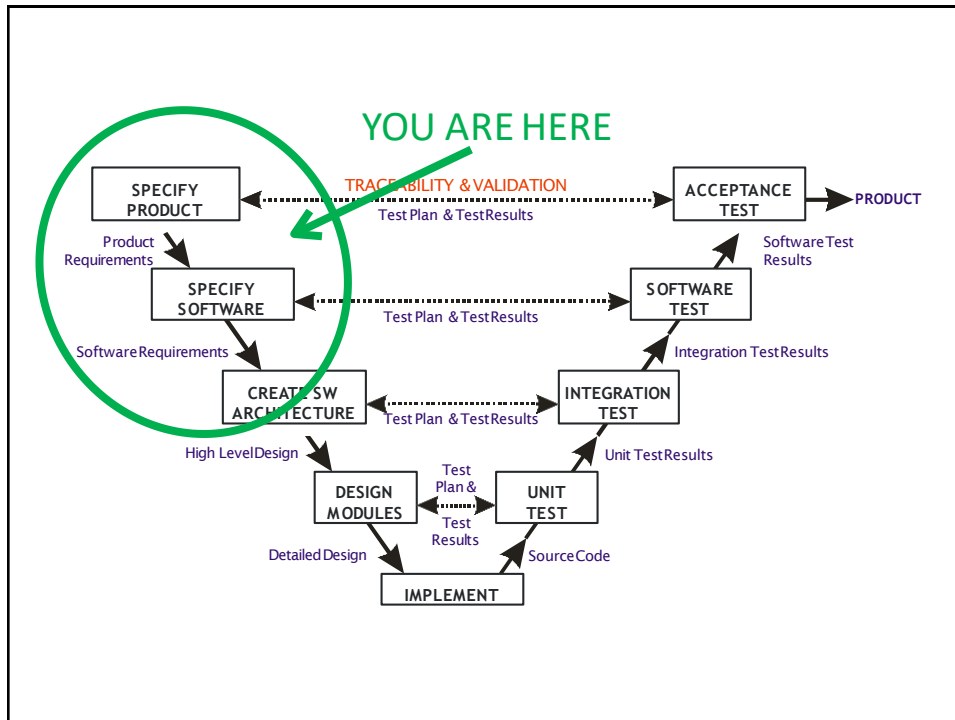 YOU ARE HERE
SPECIFY
PRODUCT
TRACEABILITY & VALIDATION
Test Plan & Test Results
ACCEPTANCE
TEST
PRODUCT
Product
Requirements
Software Test
Results
SPECIFY
SOFTWARE
Test Plan & Test Results
SOFTWARE
TEST
Software Requirements
Integration Test Results
CREATE SW
ARCHITECTURE
Test Plan & Test Results
INTEGRATION
TEST
High Level Design
Unit Test Results
DESIGN
MODULES
Test
Plan &
Test
Results
UNIT
TEST
Detailed Design
Source Code
IMPLEMENT